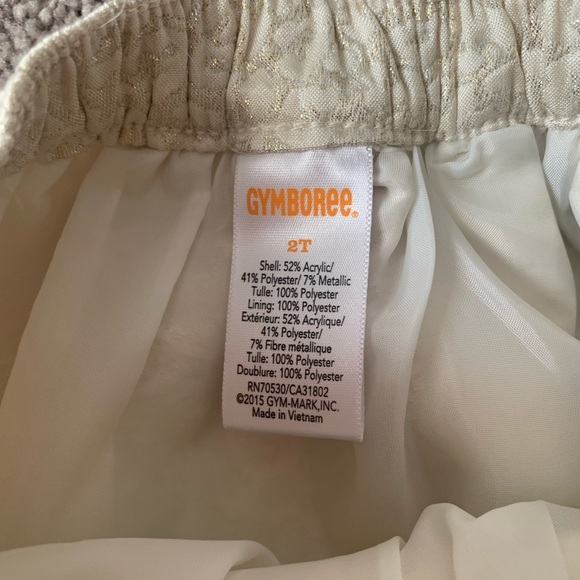 GYMBOREE®
2T
Shell: 52% Acrylic/
41% Polyester/ 7% Metallic
Tulle: 100% Polyester
Lining: 100% Polyester
Extérieur: 52% Acrylique/
41% Polyester/
7% Fibre métallique
Tulle: 100% Polyester
Doublure: 100% Polyester
RN70530/CA31802
©2015 GYM-MARK,INC.
Made in Vietnam